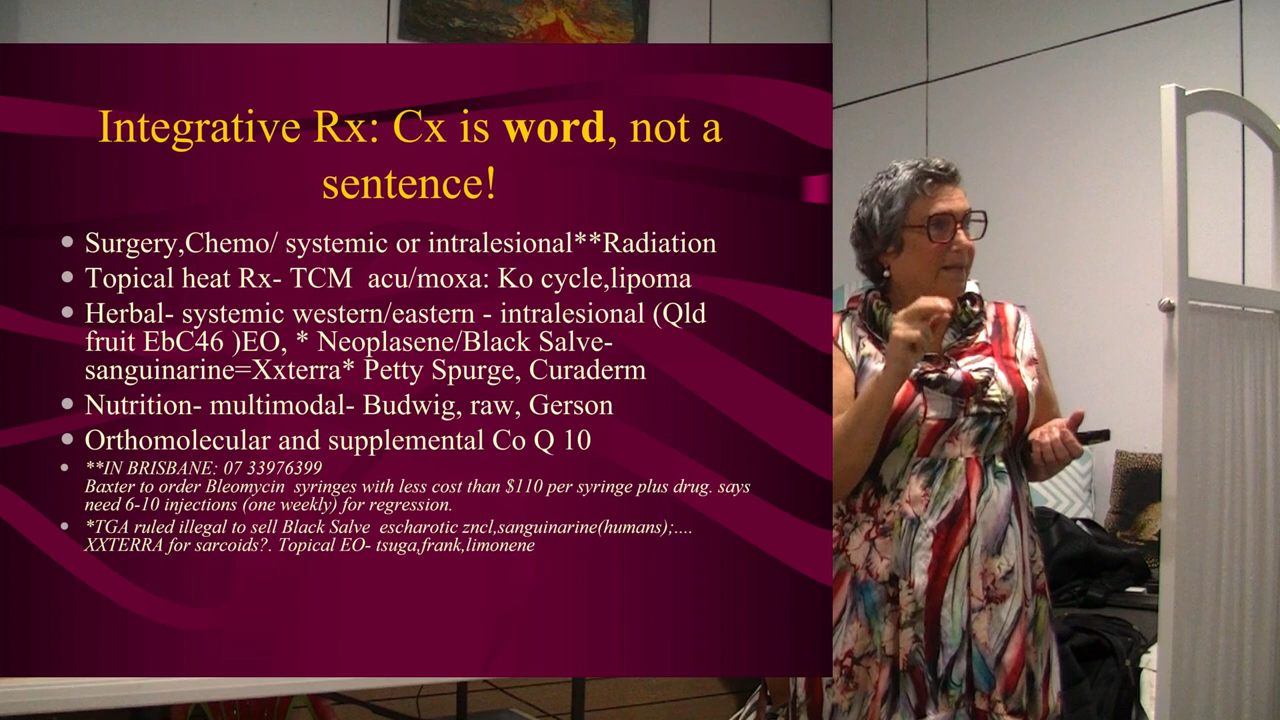 Integrative Rx: Cx is word, not a
sentence!
Surgery,Chemo/ systemic or intralesional**Radiation
Topical heat Rx- TCM  acu/moxa: Ko cycle,lipoma
Herbal- systemic western/eastern - intralesional (Qld
fruit EbC46 )EO, * Neoplasene/Black Salve-
sanguinarine=Xxterra* Petty Spurge, Curaderm
Nutrition- multimodal- Budwig, raw, Gerson
Orthomolecular and supplemental Co Q 10
**IN BRISBANE: 07 33976399
Baxter to order Bleomycin  syringes with less cost than $110 per syringe plus drug. says
need 6-10 injections (one weekly) for regression.
*TGA ruled illegal to sell Black Salve  escharotic zncl,sanguinarine(humans);....
XXTERRA for sarcoids?. Topical EO- tsuga,frank,limonene